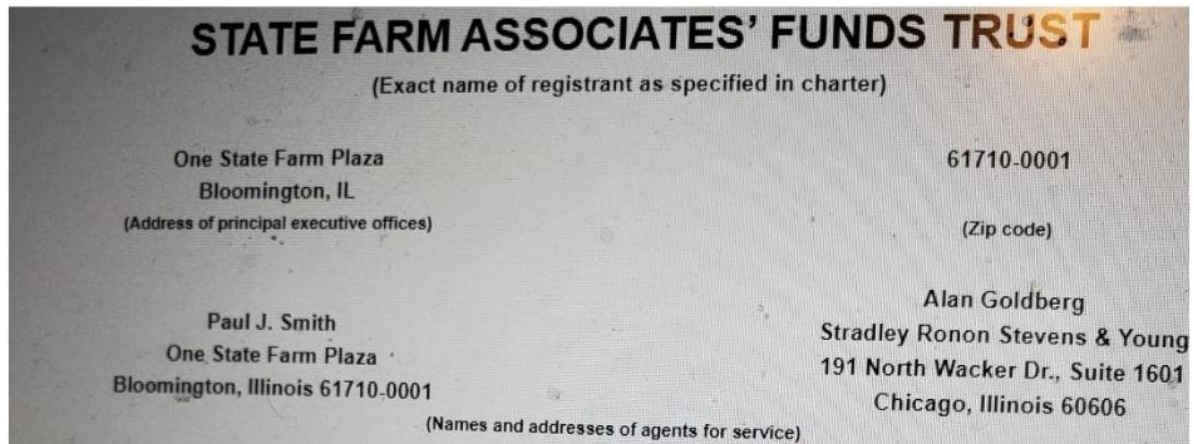 STATE FARM ASSOCIATES' FUNDS TRUST
(Exact name of registrant as specified in charter)
One State Farm Plaza
Bloomington, IL
(Address of principal executive offices)
61710-0001
(Zip code)
Paul J. Smith
One State Farm Plaza
Bloomington, Illinois 61710-0001
Alan Goldberg
Stradley Ronon Stevens & Young
191 North Wacker Dr., Suite 1601
Chicago, Illinois 60606
(Names and addresses of agents for service)